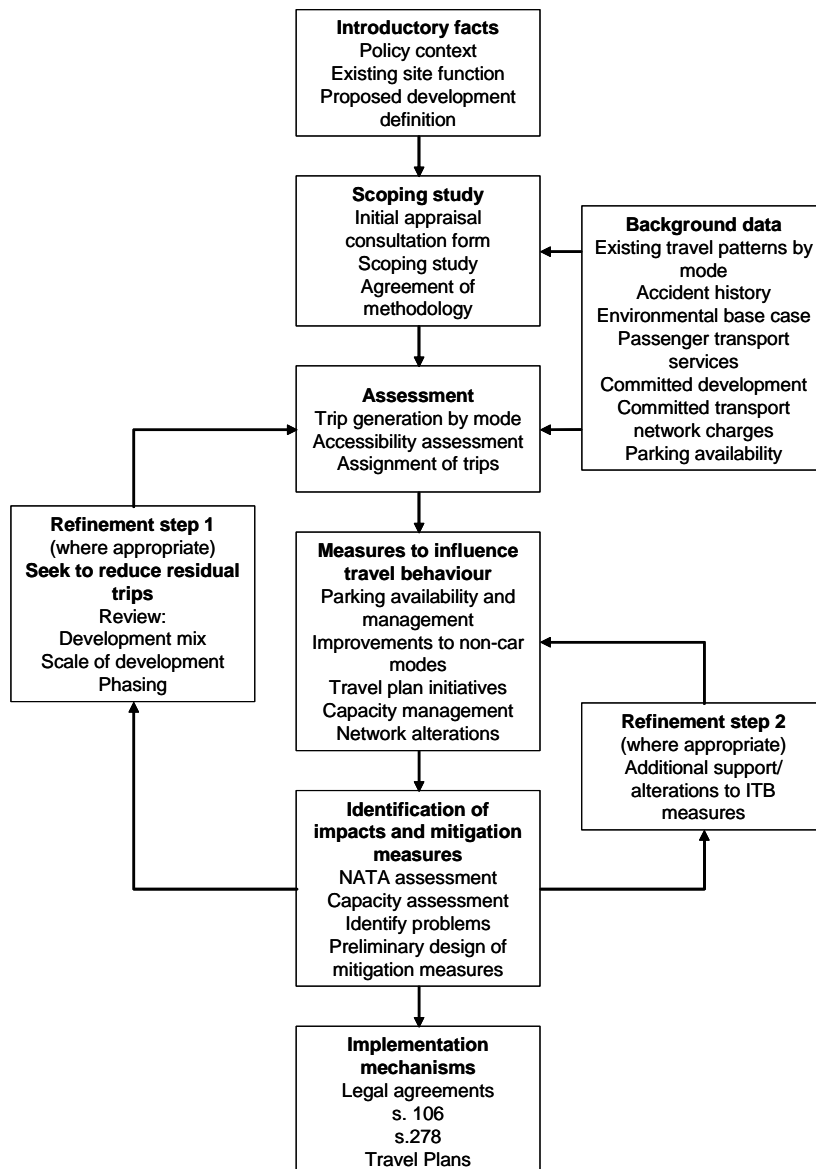 Introductory facts
Policy context
Existing site function
Proposed development
definition
Scoping study
Initial appraisal
consultation form
Scoping study
Agreement of
methodology
Background data
Existing travel patterns by
mode
Accident history
Environmental base case
Passenger transport
services
Committed development
Committed transport
network charges
Parking availability
Assessment
Trip generation by mode
Accessibility assessment
Assignment of trips
Refinement step 1
(where appropriate)
Seek to reduce residual
trips
Review:
Development mix
Scale of development
Phasing
Measures to influence
travel behaviour
Parking availability and
management
Improvements to non-car
modes
Travel plan initiatives
Capacity management
Network alterations
Refinement step 2
(where appropriate)
Additional support/
alterations to ITB
measures
Identification of
impacts and mitigation
measures
NATA assessment
Capacity assessment
Identify problems
Preliminary design of
mitigation measures
Implementation
mechanisms
Legal agreements
s. 106
s.278
Travel Plans